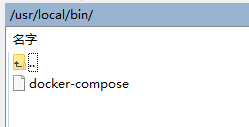 /usr/local/bin/
名字
..
docker-compose